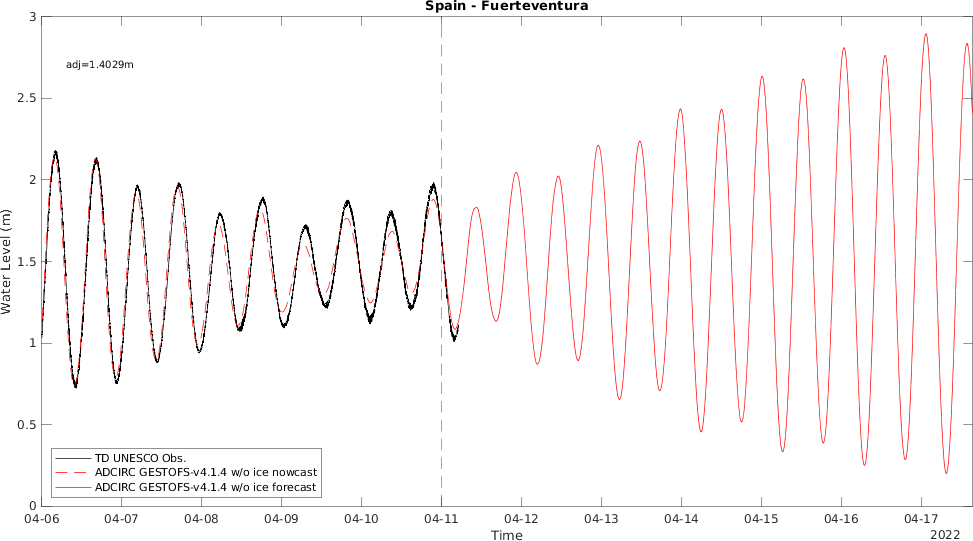 Spain - Fuerteventura
3
adj=1.4029m
2.5
2
1.5
1
0.5
0
Water Level (m)
TD UNESCO Obs.
ADCIRC GESTOFS-v4.1.4 w/o ice nowcast
ADCIRC GESTOFS-v4.1.4 w/o ice forecast
04-06 04-07 04-08 04-09 04-10 04-11 04-12 04-13 04-14 04-15 04-16 04-17
Time
2022